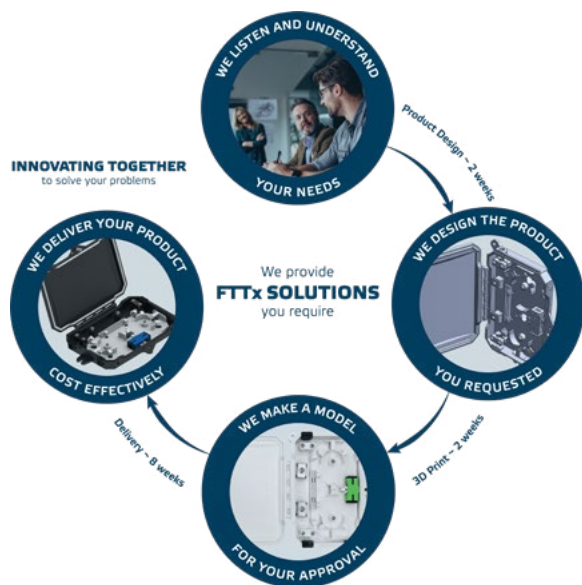 WE LISTEN AND UNDERSTAND
YOUR NEEDS
Product Design ~ 2 weeks
INNOVATING TOGETHER
to solve your problems
WE DELIVER YOUR PRODUCT
COST EFFECTIVELY
We provide
FTTx SOLUTIONS
you require
WE DESIGN THE PRODUCT
YOU REQUESTED
Delivery ~ 8 weeks
3D Print ~ 2 weeks
WE MAKE A MODEL
FOR YOUR APPROVAL